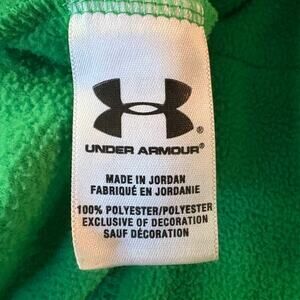 UNDER ARMOUR®
MADE IN JORDAN
FABRIQUÉ EN JORDANIE
100% POLYESTER/POLYESTER
EXCLUSIVE OF DECORATION
SAUF DÉCORATION